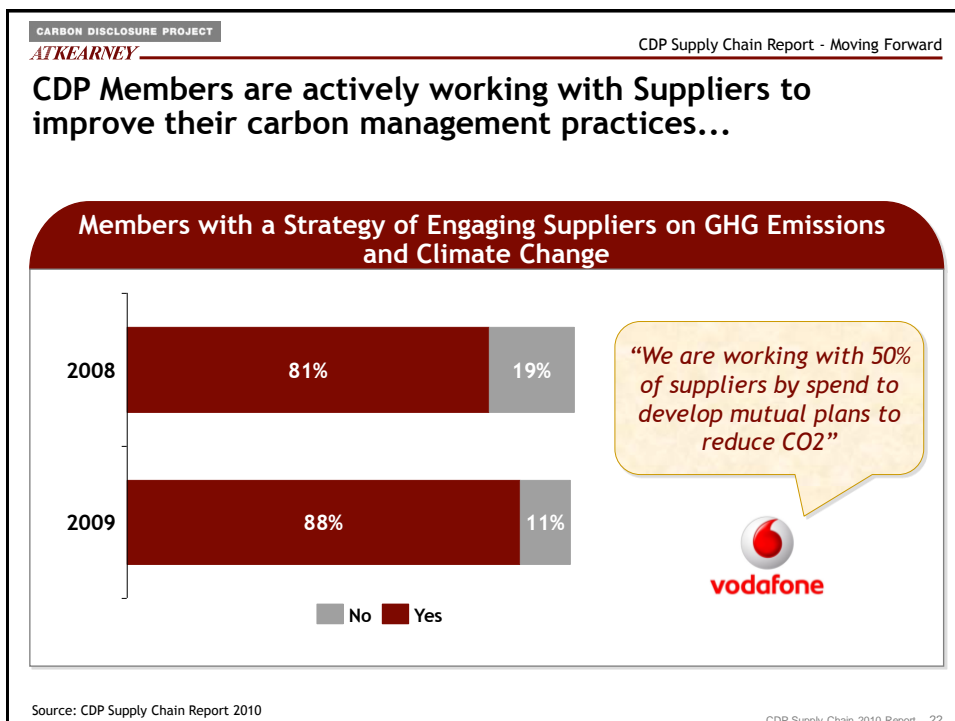 CARBON DISCLOSURE PROJECT
ATKEARNEY
CDP Supply Chain Report - Moving Forward
CDP Members are actively working with Suppliers to
improve their carbon management practices...
Members with a Strategy of Engaging Suppliers on GHG Emissions
and Climate Change
2008
81%
19%
2009
88%
11%
No
Yes
“We are working with 50%
of suppliers by spend to
develop mutual plans to
reduce CO2”
vodafone
Source: CDP Supply Chain Report 2010
CDP Supply Chain 2010 Report 22